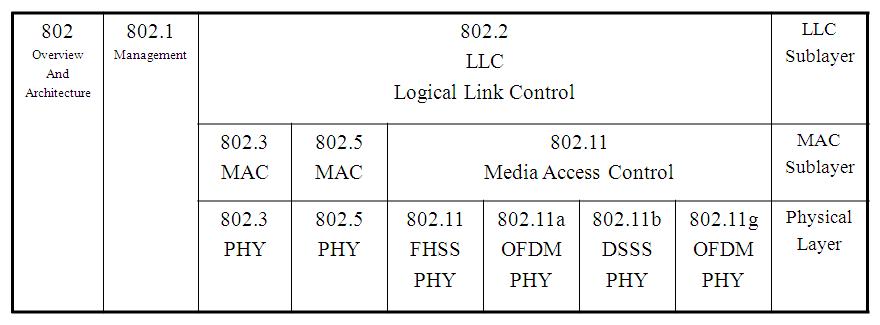 802
Overview
And
Architecture
802.1
Management
802.2
LLC
Logical Link Control
LLC
Sublayer
802.3
MAC
802.5
MAC
802.11
Media Access Control
MAC
Sublayer
802.3
PHY
802.5
PHY
802.11
FHSS
PHY
802.11a
OFDM
PHY
802.11b
DSSS
PHY
802.11g
OFDM
PHY
Physical
Layer